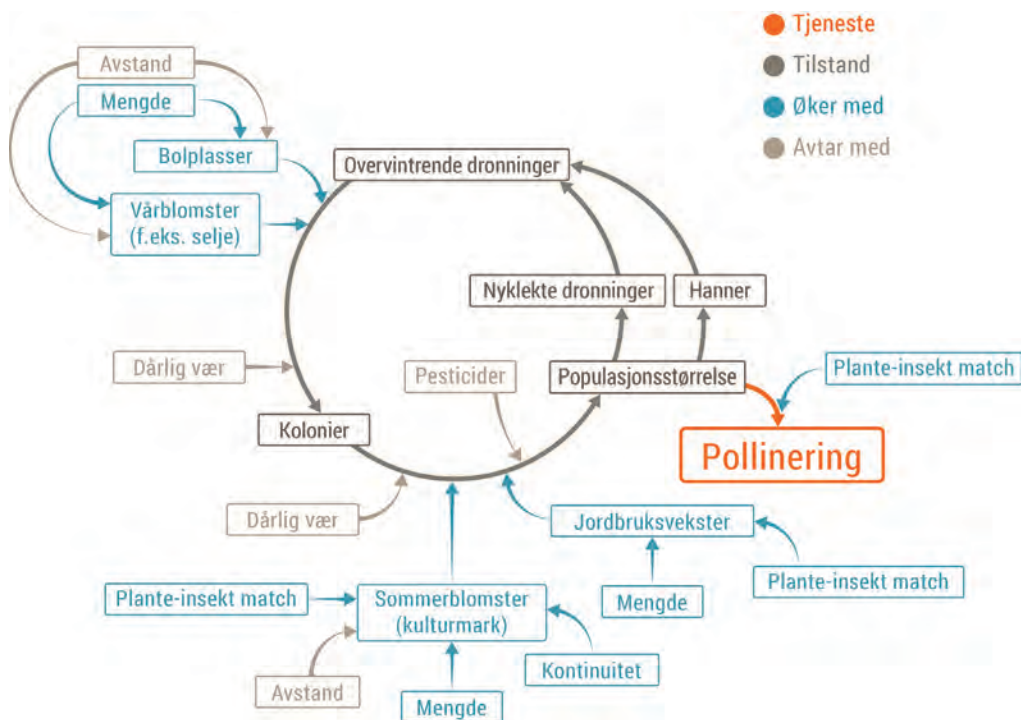 Tjeneste
Tilstand
Øker med
Avtar med
Avstand
Mengde
Bolplasser
Vårblomster
(f.eks. selje)
Overvintrende dronninger
Nyklekte dronninger
Hanner
Dårlig vær
Pesticider
Populasjonsstørrelse
Plante-insekt match
Kolonier
Pollinering
Dårlig vær
Jordbruksvekster
Plante-insekt match
Mengde
Plante-insekt match
Sommerblomster
(kulturmark)
Kontinuitet
Avstand
Mengde